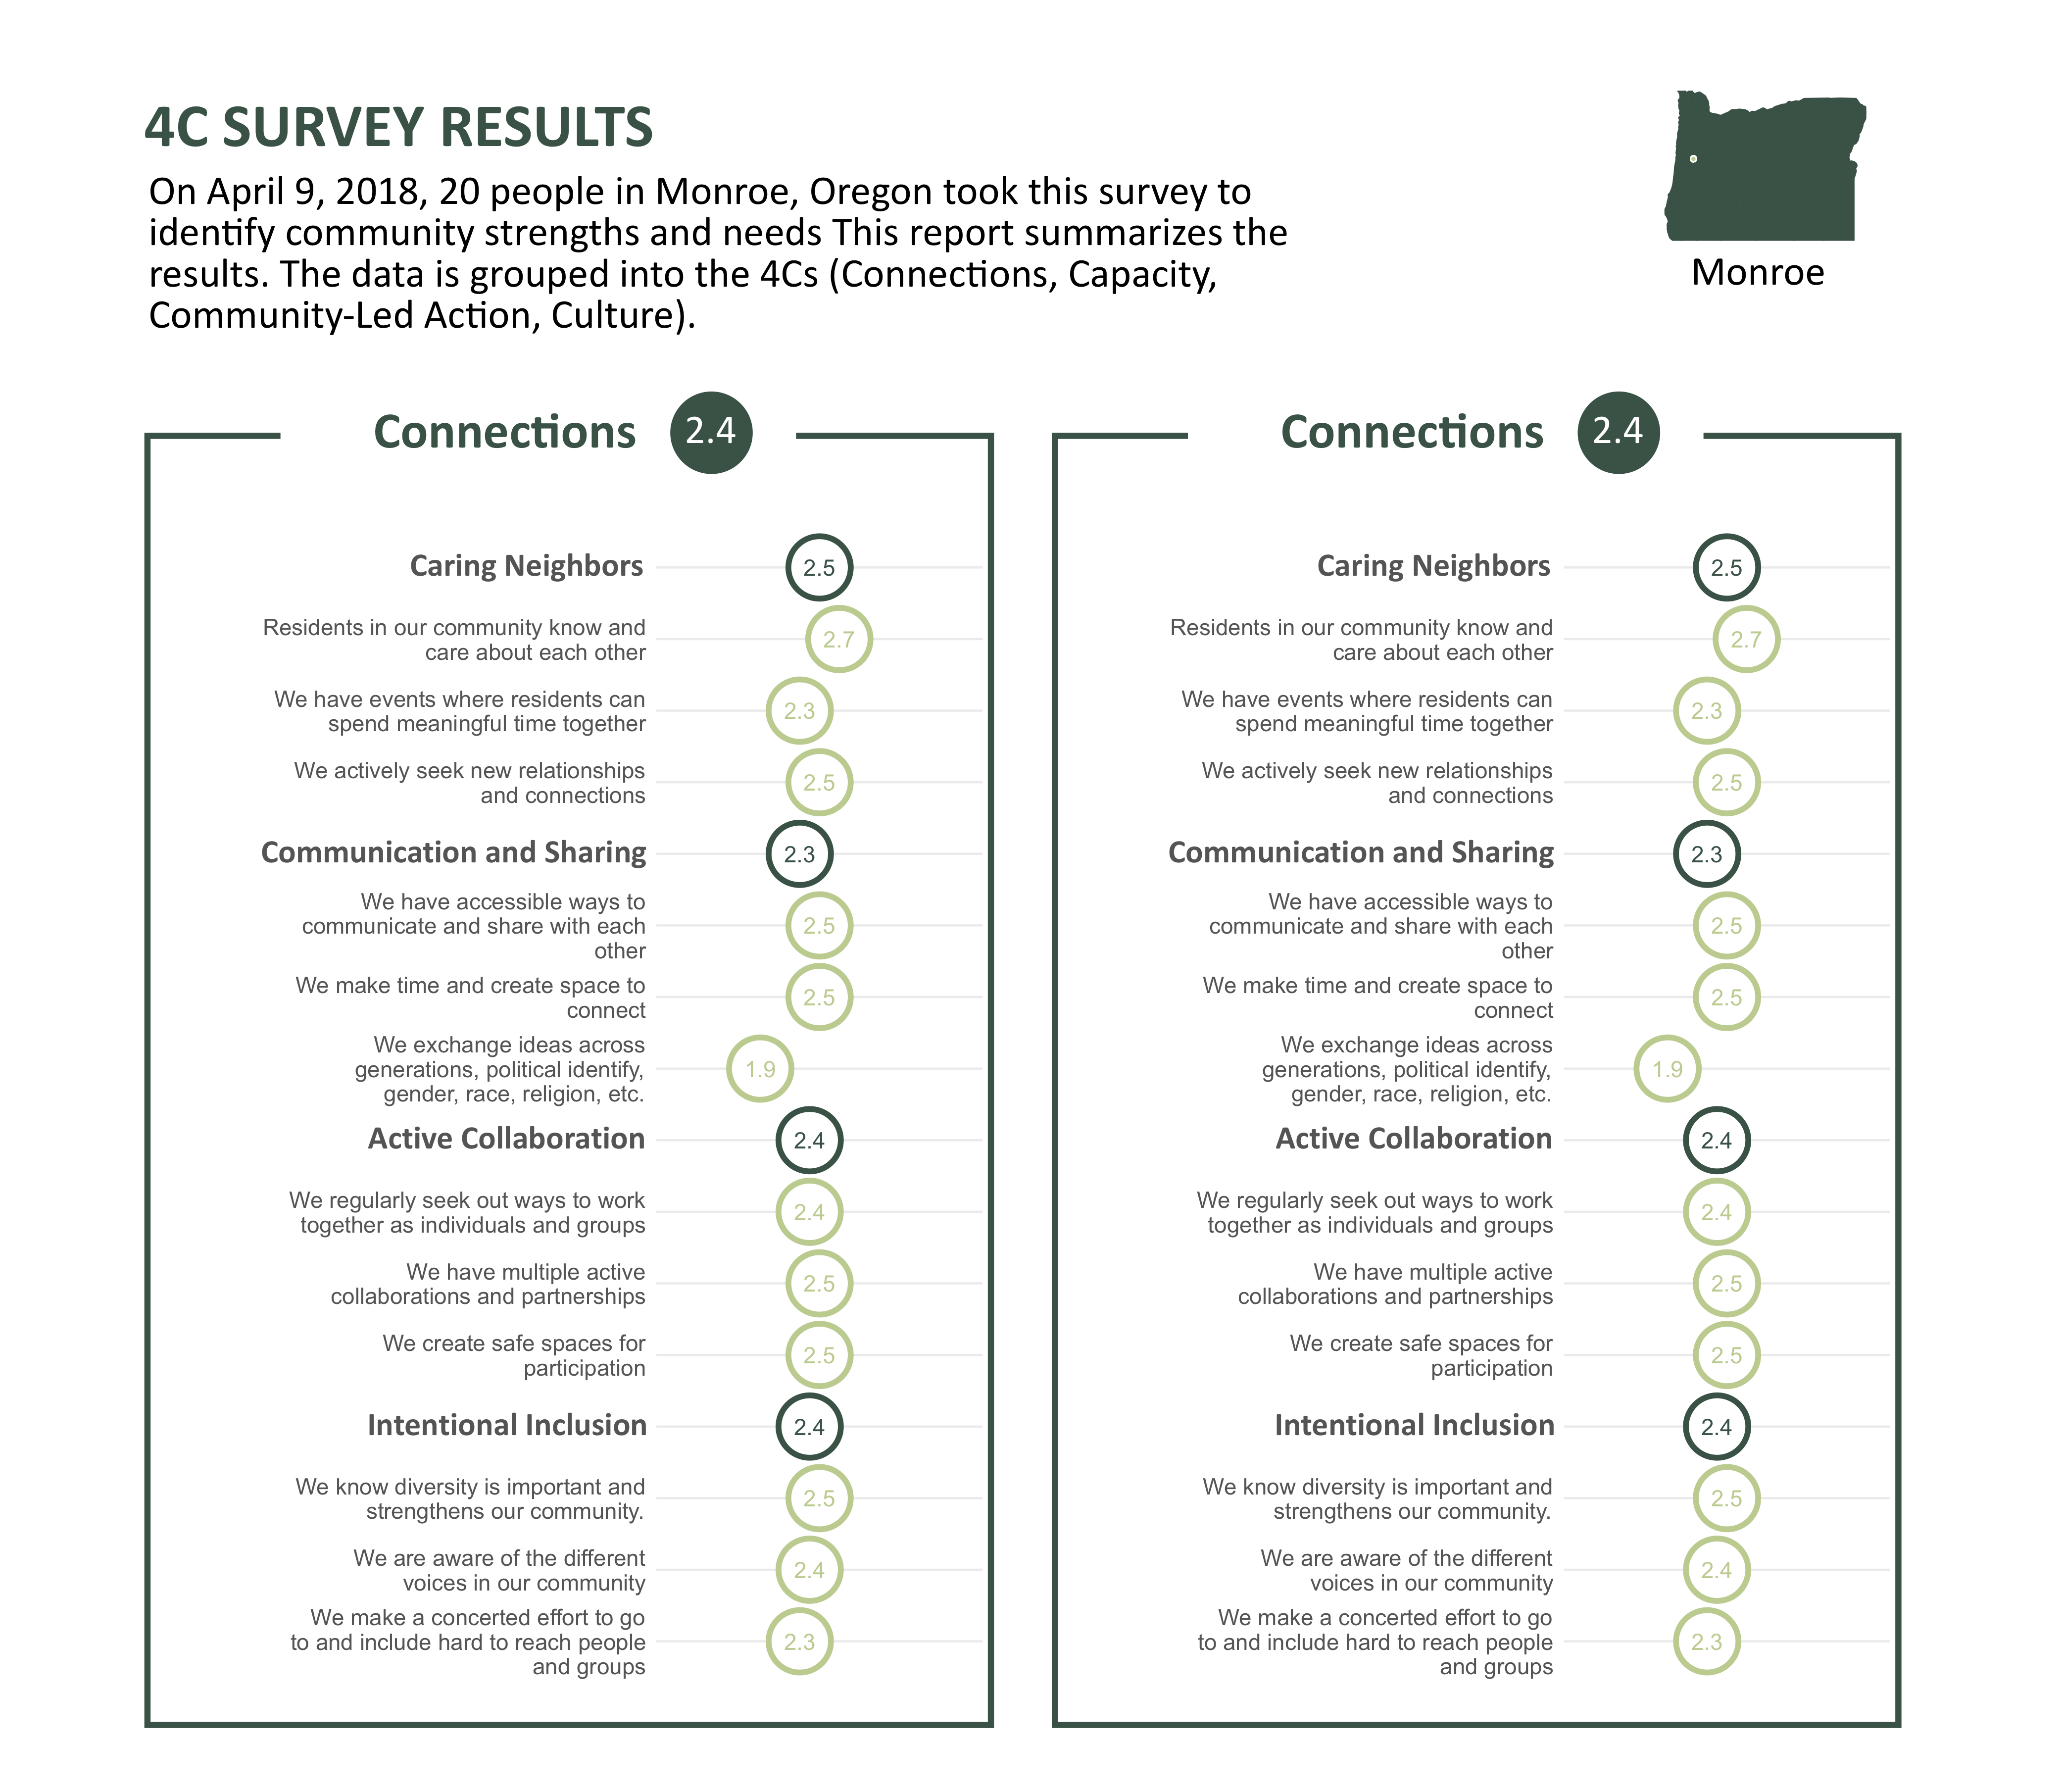 4C SURVEY RESULTS
On April 9, 2018, 20 people in Monroe, Oregon took this survey to
identify community strengths and needs This report summarizes the
results. The data is grouped into the 4Cs (Connections, Capacity,
Community-Led Action, Culture).
Monroe
Connections 2.4
Caring Neighbors 2.5
Residents in our community know and
care about each other
2.7
We have events where residents can
spend meaningful time together
2.3
We actively seek new relationships
and connections
2.5
Communication and Sharing 2.3
We have accessible ways to
communicate and share with each
other
2.5
We make time and create space to
connect
2.5
We exchange ideas across
generations, political identify,
gender, race, religion, etc.
1.9
Active Collaboration 2.4
We regularly seek out ways to work
together as individuals and groups
2.4
We have multiple active
collaborations and partnerships
2.5
We create safe spaces for
participation
2.5
Intentional Inclusion 2.4
We know diversity is important and
strengthens our community.
2.5
We are aware of the different
voices in our community
2.4
We make a concerted effort to go
to and include hard to reach people
and groups
2.3
Connections 2.4
Caring Neighbors 2.5
Residents in our community know and
care about each other
2.7
We have events where residents can
spend meaningful time together
2.3
We actively seek new relationships
and connections
2.5
Communication and Sharing 2.3
We have accessible ways to
communicate and share with each
other
2.5
We make time and create space to
connect
2.5
We exchange ideas across
generations, political identify,
gender, race, religion, etc.
1.9
Active Collaboration 2.4
We regularly seek out ways to work
together as individuals and groups
2.4
We have multiple active
collaborations and partnerships
2.5
We create safe spaces for
participation
2.5
Intentional Inclusion 2.4
We know diversity is important and
strengthens our community.
2.5
We are aware of the different
voices in our community
2.4
We make a concerted effort to go
to and include hard to reach people
and groups
2.3